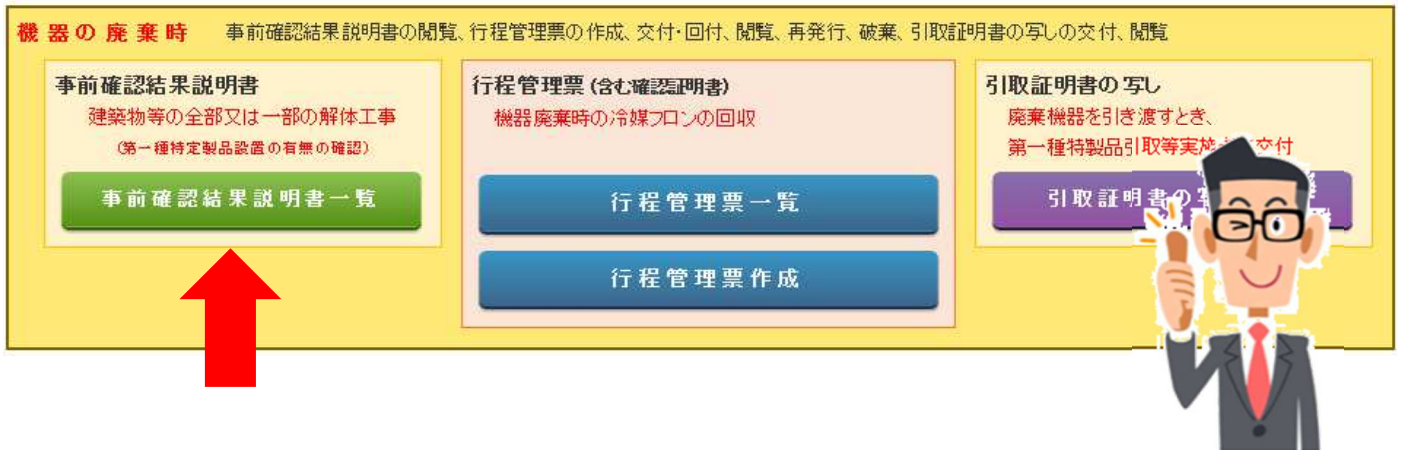 機器の廃棄時 事前確認結果説明書の閲覧、行程管理票の作成、交付・回付、閲覧、再発行、破棄、引取証明書の写しの交付、閲覧
事前確認結果説明書
建築物等の全部又は一部の解体工事
(第一種特定製品設置の有無の確認)
事前確認結果説明書一覧
行程管理票(含む確認証明書)
機器廃棄時の冷媒フロンの回収
行程管理票一覧
行程管理票作成
引取証明書の写し
廃棄機器を引き渡すとき、
第一種特製品引取等実施 交付
引取証明書の